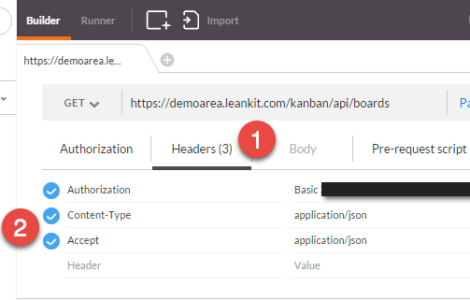 Builder Runner Import
https://demoarea.le...
GET https://demoarea.leankit.com/kanban/api/boards Pa
Authorization Headers (3) 1 Body Pre-request script
Authorization Basic
Content-Type application/json
2
Accept application/json
Header Value